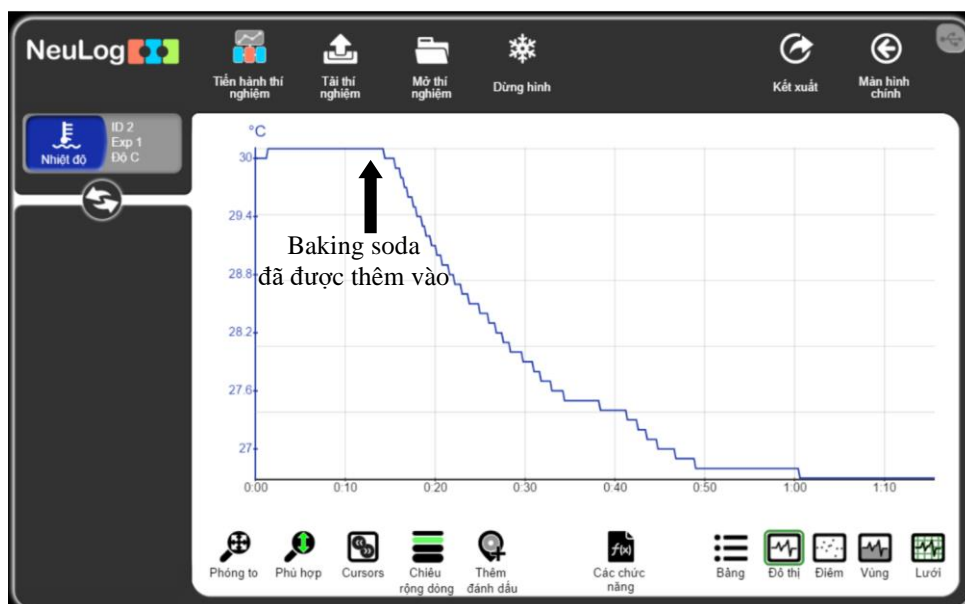 NeuLog
Tiến hành thí
nghiệm
Tải thí
nghiệm
Mở thí
nghiệm
Dừng hình
Kết xuất
Màn hình
chính
Nhiệt độ
ID 2
Exp 1
Độ C
°C
30
29.4
28.8
28.2
27.6
27
Baking soda
đã được thêm vào
0:00
0:10
0:20
0:30
0:40
0:50
1:00
1:10
Phóng to
Phù hợp
Cursors
Chiều
rộng dòng
Thêm
đánh dấu
f(x)
Các chức
năng
Bảng
Đồ thị
Điểm
Vùng
Lưới